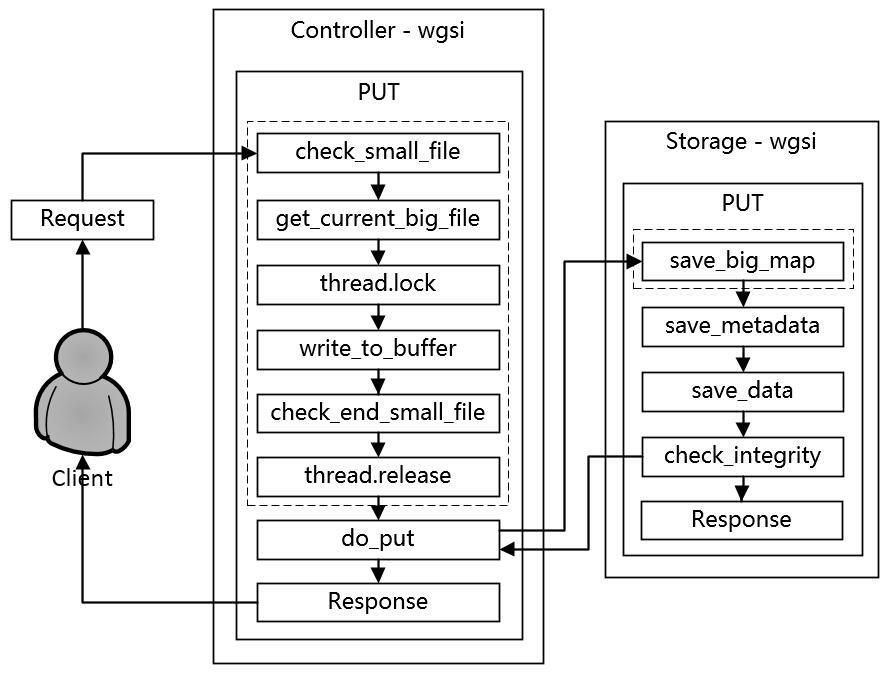 Controller - wgsi
PUT
check_small_file
get_current_big_file
thread.lock
write_to_buffer
check_end_small_file
thread.release
do_put
Response
Request
Client
Storage - wgsi
PUT
save_big_map
save_metadata
save_data
check_integrity
Response